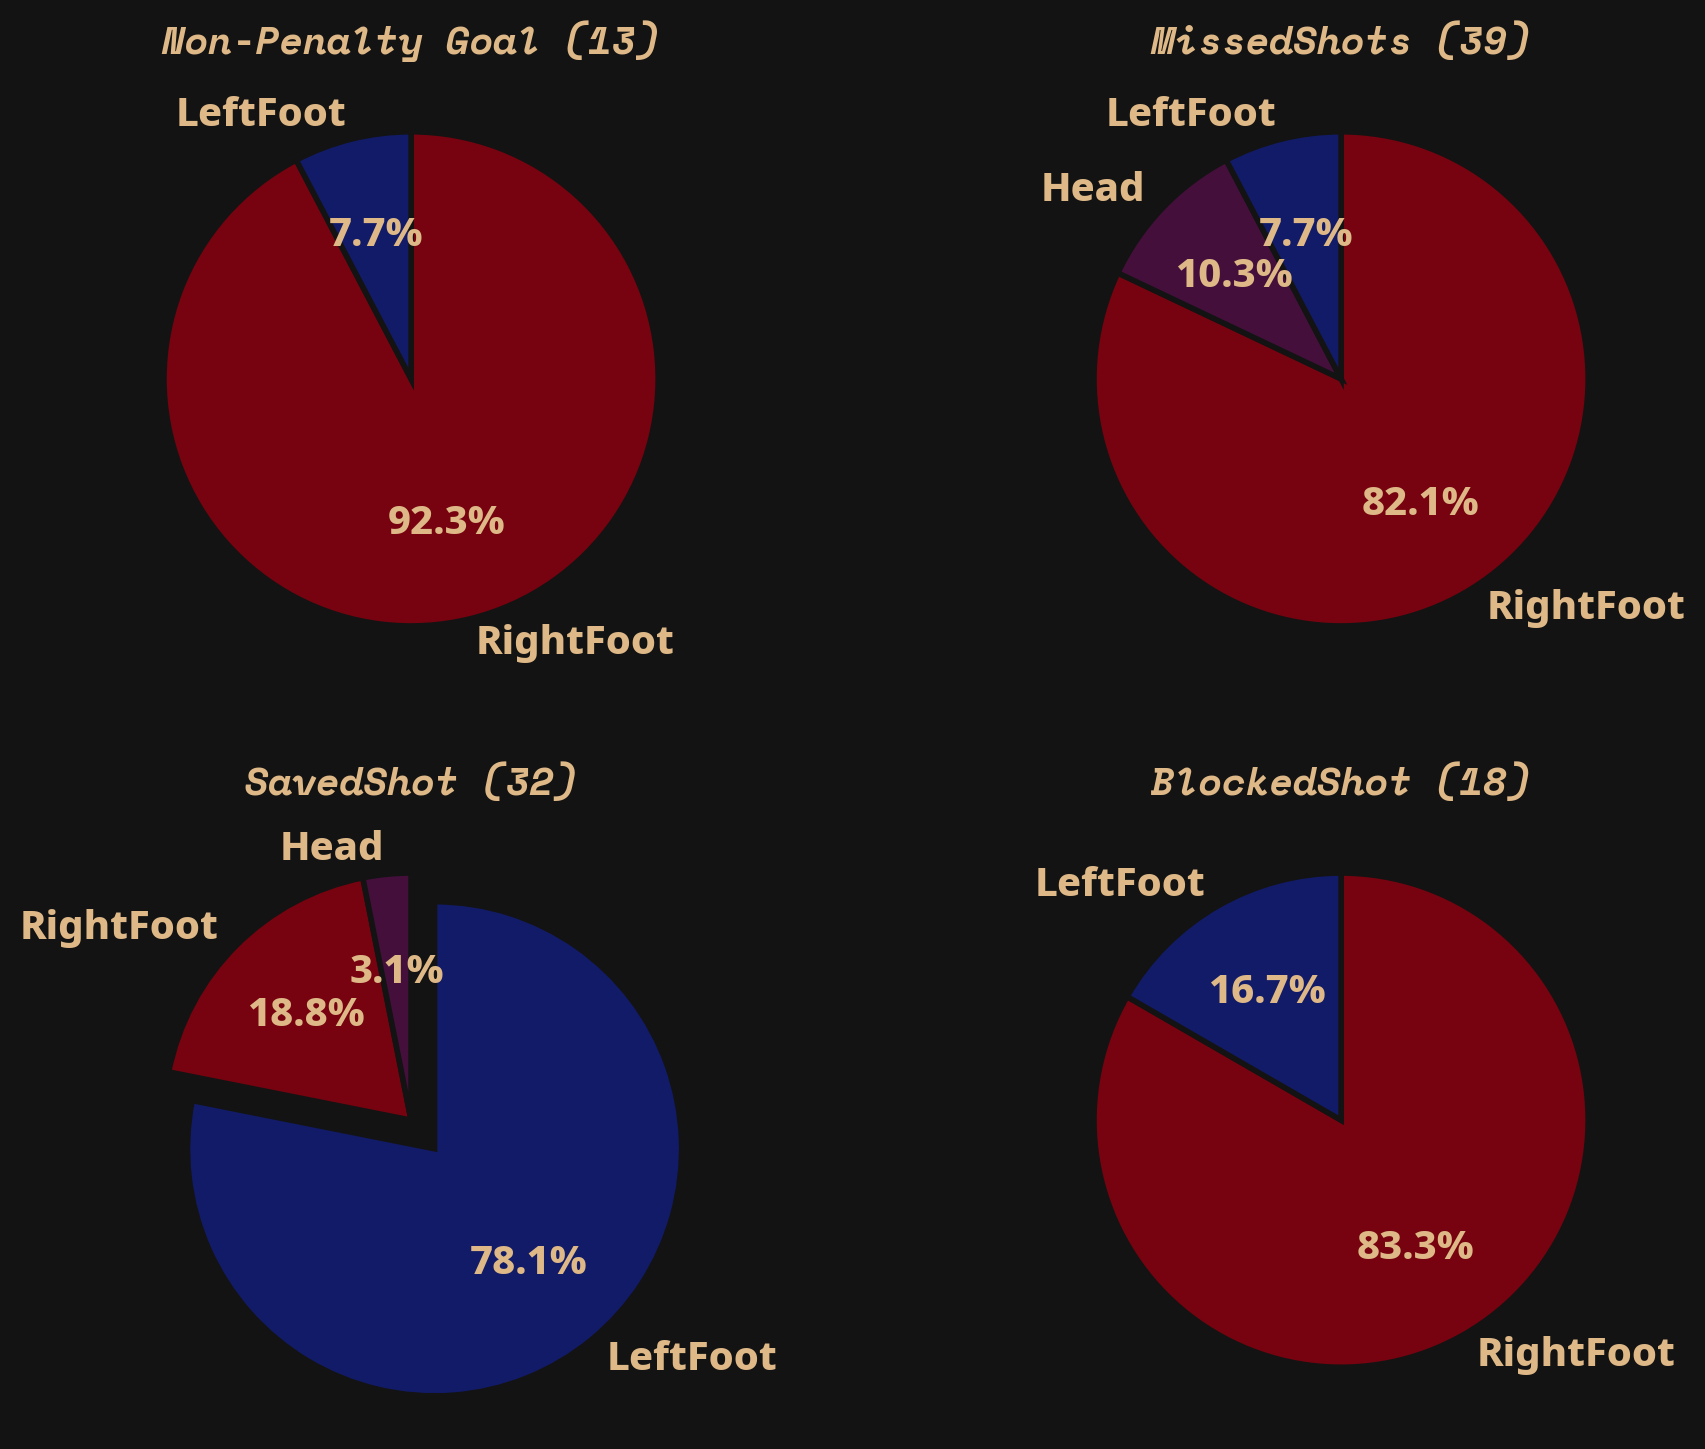 Non-Penalty Goal (13)
LeftFoot
7.7%
92.3%
RightFoot
MissedShots (39)
LeftFoot
Head
7.7%
10.3%
82.1%
RightFoot
SavedShot (32)
Head
RightFoot
3.1%
18.8%
78.1%
LeftFoot
BlockedShot (18)
LeftFoot
16.7%
83.3%
RightFoot